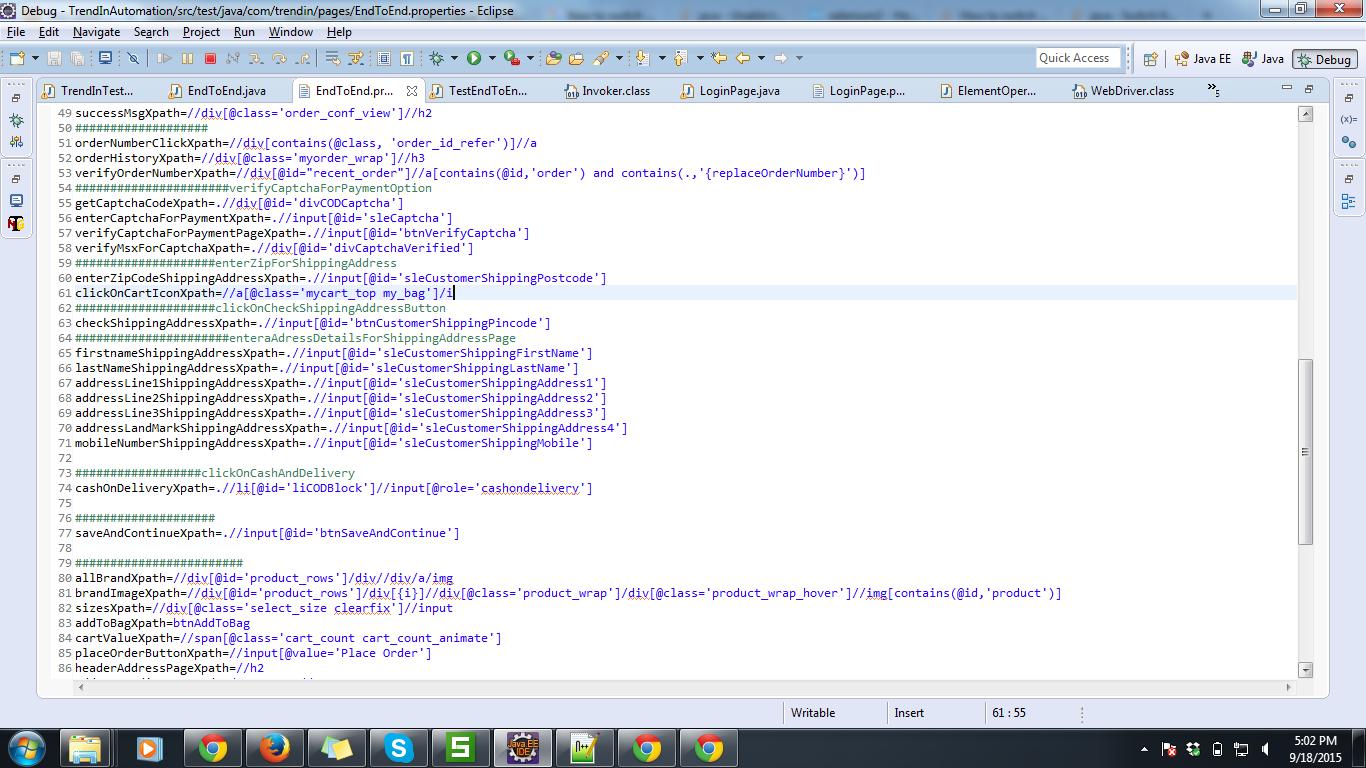 Debug - TrendInAutomation/src/test/java/com/trendin/pages/EndToEnd.properties - Eclipse
File Edit Navigate Search Project Run Window Help
Quick Access Java EE Java Debug
TrendInTest... EndToEnd.java EndToEnd.pr... TestEndToEn... Invoker.class LoginPage.java LoginPage.p... ElementOper... WebDriver.class »5
49 successMsgXpath=//div[@class='order_conf_view']//h2
50 ###################
51 orderNumberClickXpath=//div[contains(@class, 'order_id_refer')]//a
52 orderHistoryXpath=//div[@class='myorder_wrap']//h3
53 verifyOrderNumberXpath=//div[@id="recent_order"]//a[contains(@id,'order') and contains(.,'{replaceOrderNumber}')]
54 ######################verifyCaptchaForPaymentOption
55 getCaptchaCodeXpath=.//div[@id='divCODCaptcha']
56 enterCaptchaForPaymentXpath=.//input[@id='sleCaptcha']
57 verifyCaptchaForPaymentPageXpath=.//input[@id='btnVerifyCaptcha']
58 verifyMsxForCaptchaXpath=.//div[@id='divCaptchaVerified']
59 ####################enterZipForShippingAddress
60 enterZipCodeShippingAddressXpath=.//input[@id='sleCustomerShippingPostcode']
61 clickOnCartIconXpath=//a[@class='mycart_top my_bag']/i
62 ####################clickOnCheckShippingAddressButton
63 checkShippingAddressXpath=.//input[@id='btnCustomerShippingPincode']
64 ######################enteraAdressDetailsForShippingAddressPage
65 firstnameShippingAddressXpath=.//input[@id='sleCustomerShippingFirstName']
66 lastNameShippingAddressXpath=.//input[@id='sleCustomerShippingLastName']
67 addressLine1ShippingAddressXpath=.//input[@id='sleCustomerShippingAddress1']
68 addressLine2ShippingAddressXpath=.//input[@id='sleCustomerShippingAddress2']
69 addressLine3ShippingAddressXpath=.//input[@id='sleCustomerShippingAddress3']
70 addressLandMarkShippingAddressXpath=.//input[@id='sleCustomerShippingAddress4']
71 mobileNumberShippingAddressXpath=.//input[@id='sleCustomerShippingMobile']
72
73 ##################clickOnCashAndDelivery
74 cashOnDeliveryXpath=.//li[@id='liCODBlock']//input[@role='cashondelivery']
75
76 ####################
77 saveAndContinueXpath=.//input[@id='btnSaveAndContinue']
78
79 ########################
80 allBrandXpath=//div[@id='product_rows']/div//div/a/img
81 brandImageXpath=//div[@id='product_rows']/div[{i}]//div[@class='product_wrap']/div[@class='product_wrap_hover']//img[contains(@id,'product')]
82 sizesXpath=//div[@class='select_size clearfix']//input
83 addToBagXpath=btnAddToBag
84 cartValueXpath=//span[@class='cart_count cart_count_animate']
85 placeOrderButtonXpath=//input[@value='Place Order']
86 headerAddressPageXpath=//h2
Writable Insert 61 : 55
5:02 PM
9/18/2015